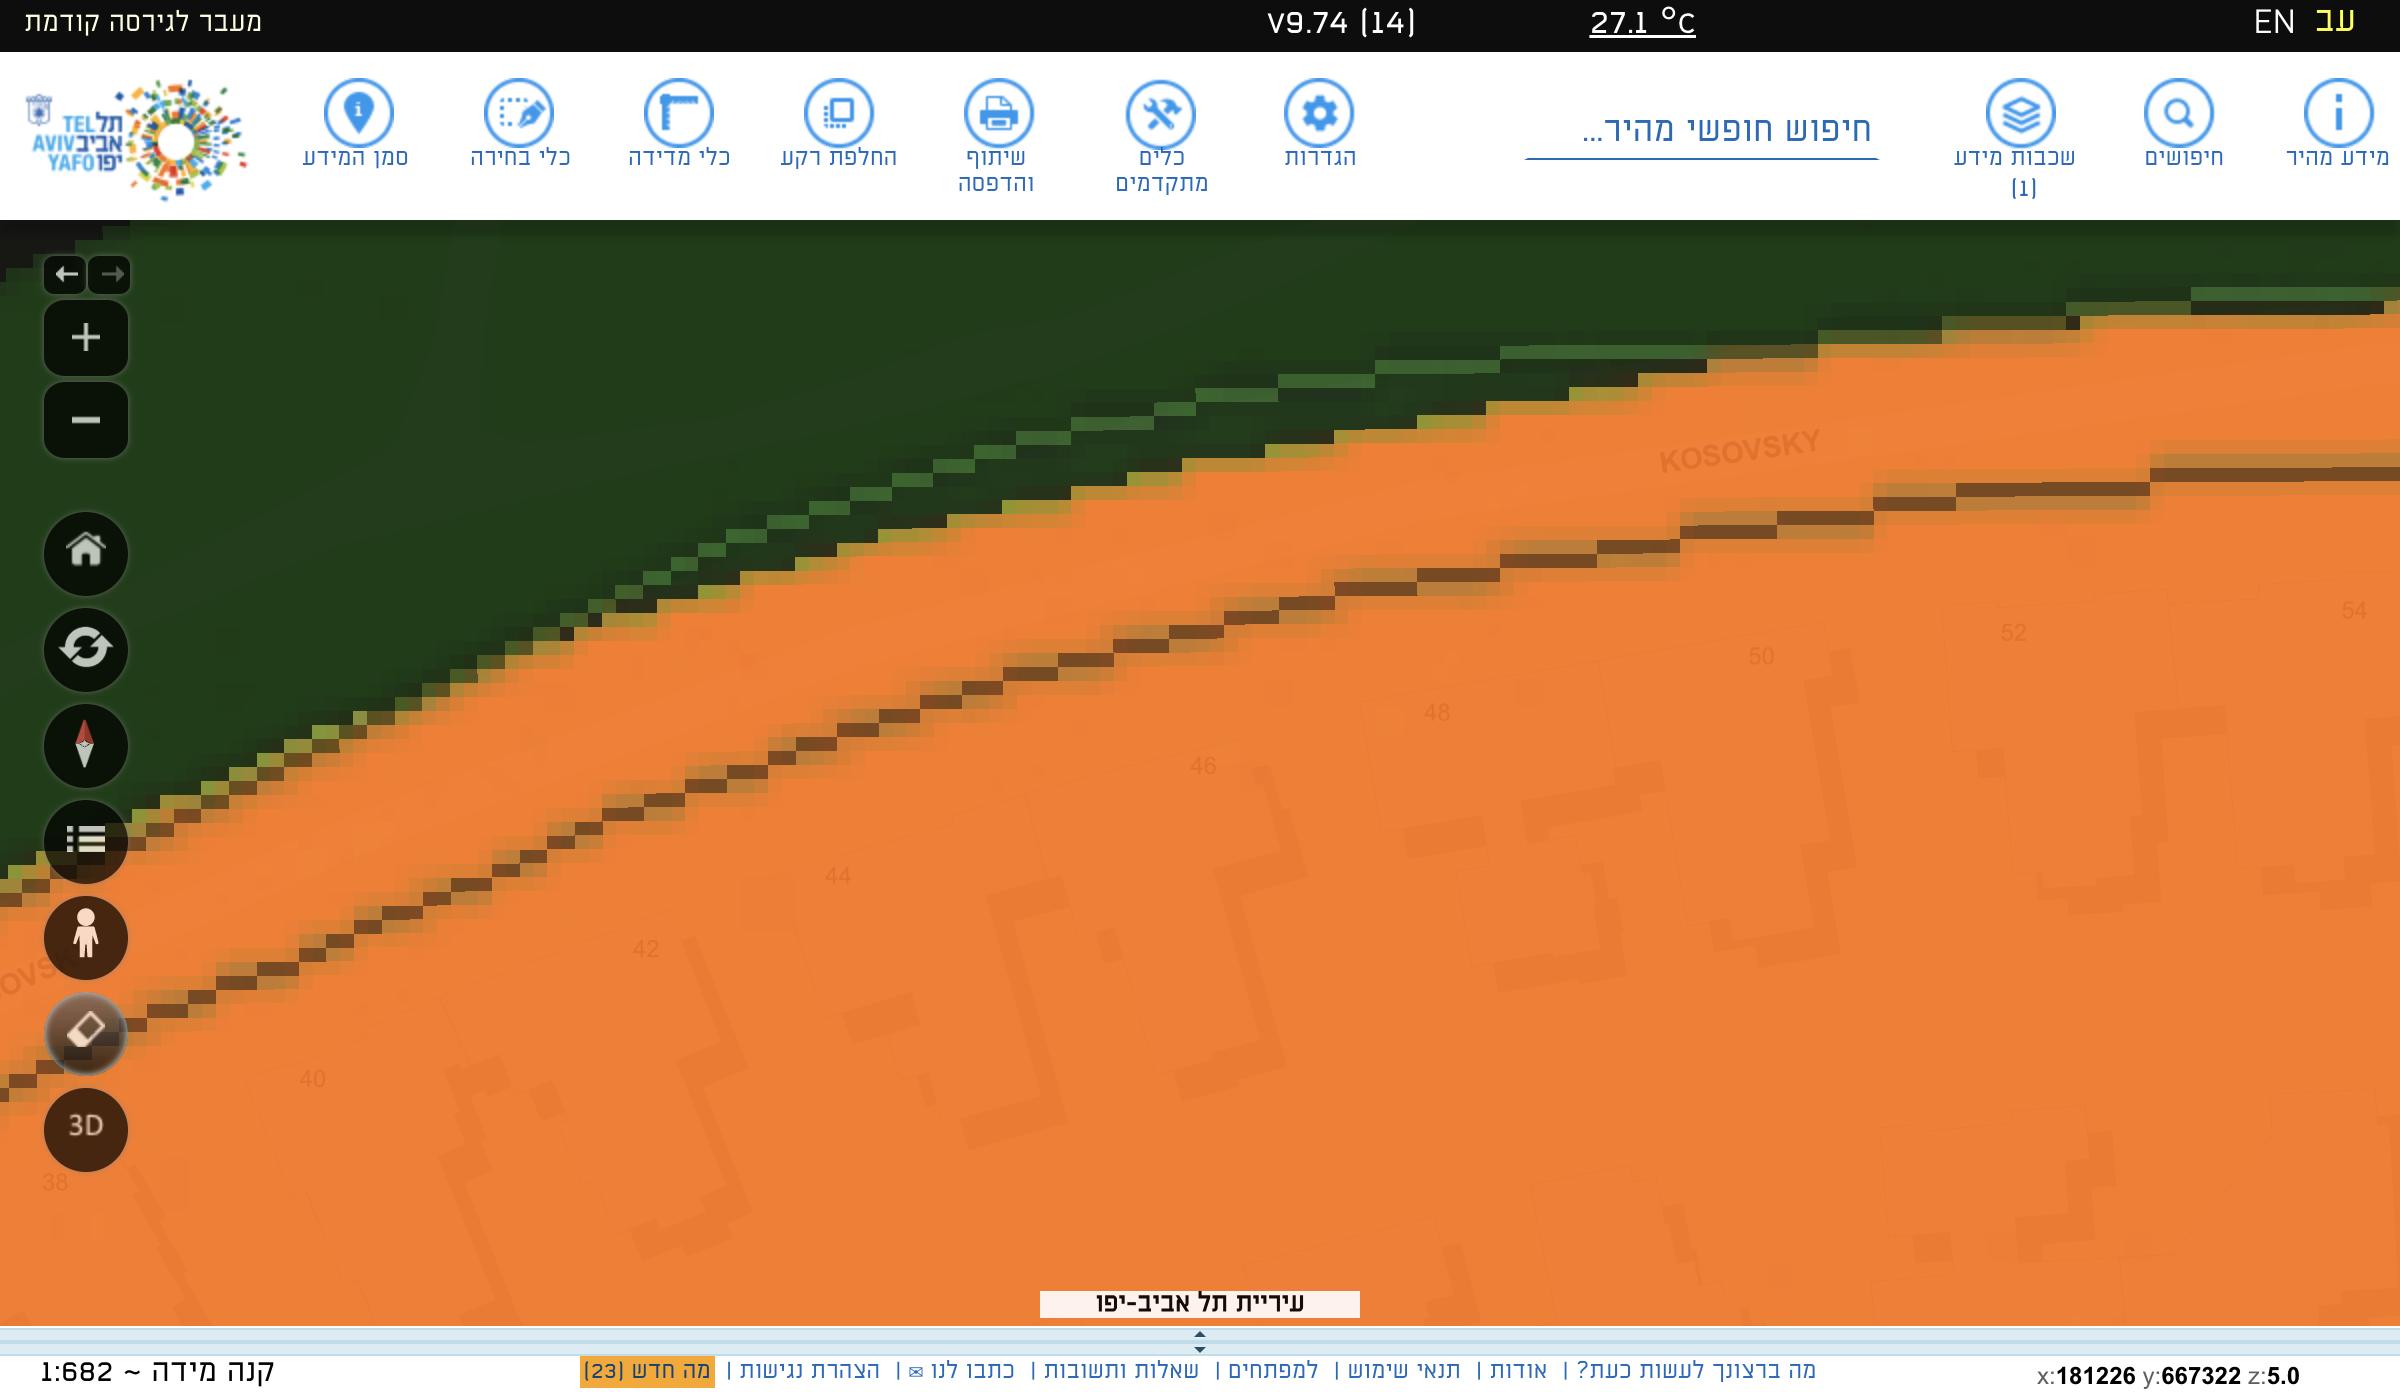 עב EN
27.1 °C
V9.74 (14)
מעבר לגירסה קודמת
מידע מהיר
חיפושים
שכבות מידע
(1)
חיפוש חופשי מהיר...
הגדרות
כלים
מתקדמים
שיתוף
והדפסה
החלפת רקע
כלי מדידה
כלי בחירה
סמן המידע
תל TEL
אביב AVIV
יפו YAFO
KOSOVSKY
54
52
50
48
46
44
42
40
38
3D
עיריית תל אביב-יפו
מה ברצונך לעשות כעת? | אודות | תנאי שימוש | למפתחים | שאלות ותשובות | כתבו לנו ✉ | הצהרת נגישות | מה חדש (23)
קנה מידה ~ 1:682
x:181226 y:667322 z:5.0